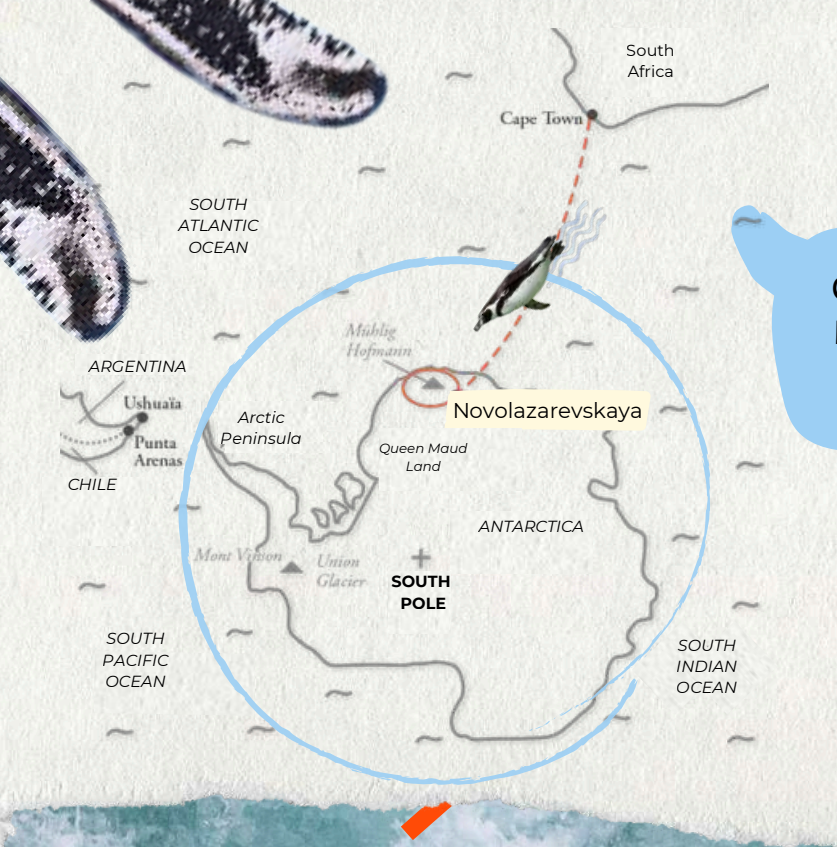 South
Africa
Cape Town
SOUTH
ATLANTIC
OCEAN
Mühlig
Hofmann
ARGENTINA
Ushuaïa
Punta
Arenas
CHILE
Arctic
Peninsula
Novolazarevskaya
Queen Maud
Land
ANTARCTICA
Mont Vinson
Union
Glacier
SOUTH
POLE
SOUTH
PACIFIC
OCEAN
SOUTH
INDIAN
OCEAN